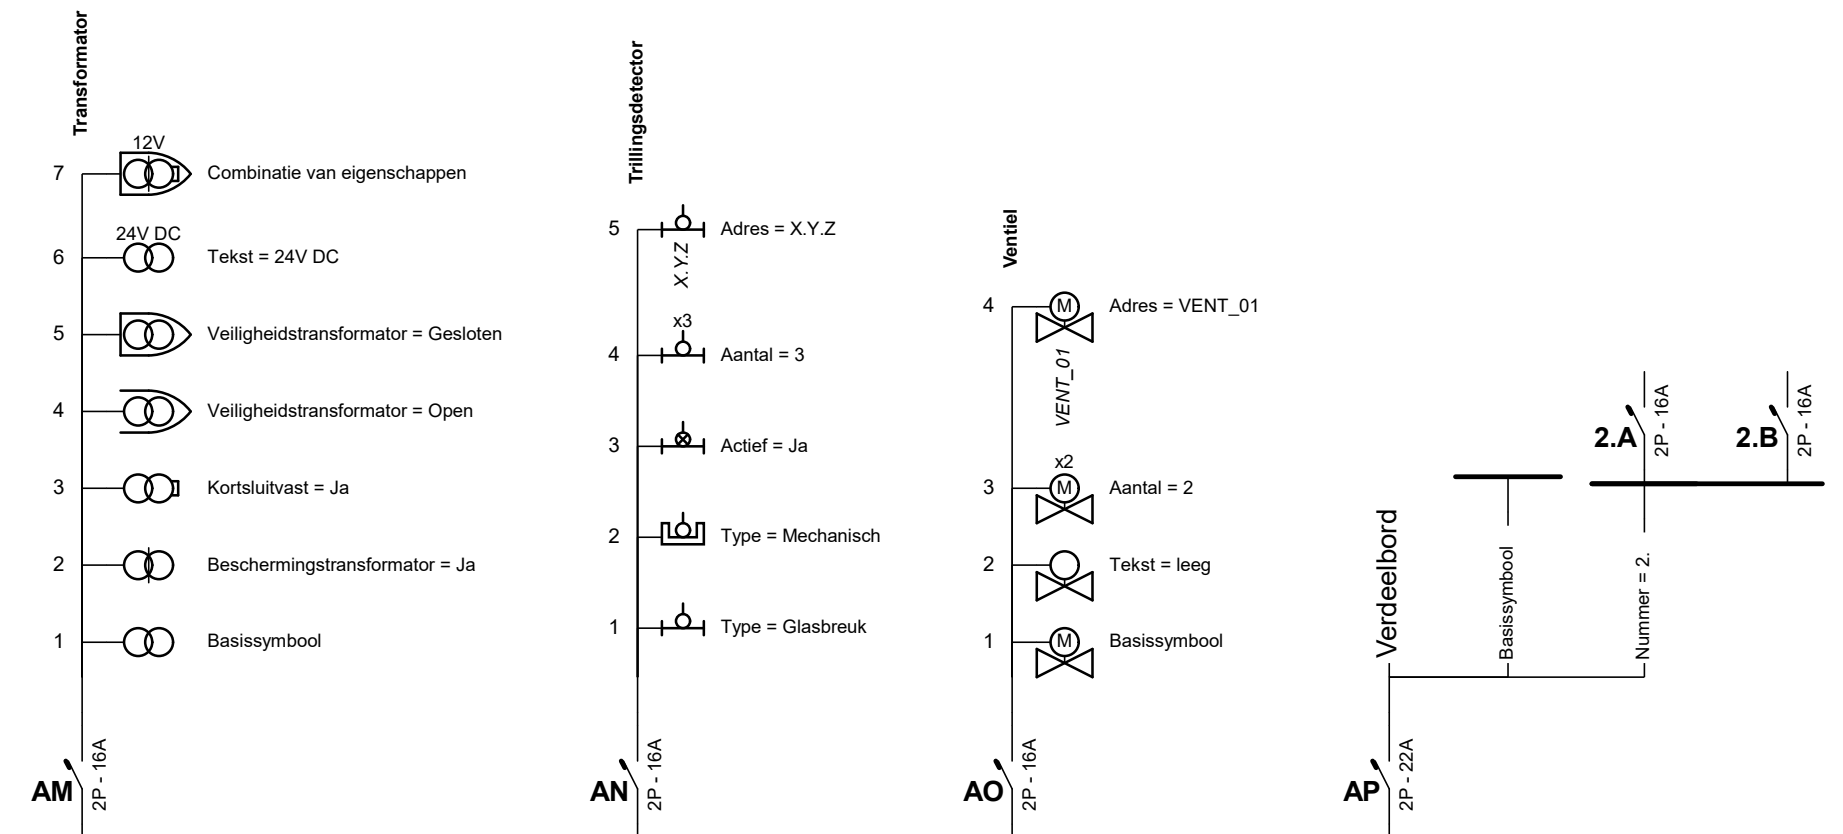 Transformator
12V
7 Combinatie van eigenschappen
24V DC
6 Tekst = 24V DC
5 Veiligheidstransformator = Gesloten
4 Veiligheidstransformator = Open
3 Kortsluitvast = Ja
2 Beschermingstransformator = Ja
1 Basissymbool
AM
2P - 16A
Trillingsdetector
5 Adres = X.Y.Z
X.Y.Z
x3
4 Aantal = 3
3 Actief = Ja
2 Type = Mechanisch
1 Type = Glasbreuk
AN
2P - 16A
Ventiel
4 M Adres = VENT_01
VENT_01
x2
3 M Aantal = 2
2 Tekst = leeg
1 M Basissymbool
AO
2P - 16A
Verdeelbord
Basissymbool
Nummer = 2.
2.A
2P - 16A
2.B
2P - 16A
AP
2P - 22A